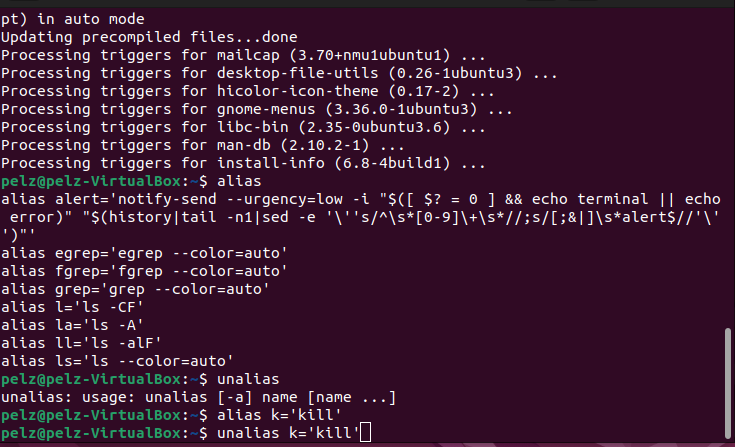 pt) in auto mode
Updating precompiled files...done
Processing triggers for mailcap (3.70+nmu1ubuntu1) ...
Processing triggers for desktop-file-utils (0.26-1ubuntu3) ...
Processing triggers for hicolor-icon-theme (0.17-2) ...
Processing triggers for gnome-menus (3.36.0-1ubuntu3) ...
Processing triggers for libc-bin (2.35-0ubuntu3.6) ...
Processing triggers for man-db (2.10.2-1) ...
Processing triggers for install-info (6.8-4build1) ...
pelz@pelz-VirtualBox:~$ alias
alias alert='notify-send --urgency=low -i "$([ $? = 0 ] && echo terminal || echo
 error)" "$(history|tail -n1|sed -e '\''s/^\s*[0-9]\+\s*//;s/[;&|]\s*alert$//'\'
')"'
alias egrep='egrep --color=auto'
alias fgrep='fgrep --color=auto'
alias grep='grep --color=auto'
alias l='ls -CF'
alias la='ls -A'
alias ll='ls -alF'
alias ls='ls --color=auto'
pelz@pelz-VirtualBox:~$ unalias
unalias: usage: unalias [-a] name [name ...]
pelz@pelz-VirtualBox:~$ alias k='kill'
pelz@pelz-VirtualBox:~$ unalias k='kill'